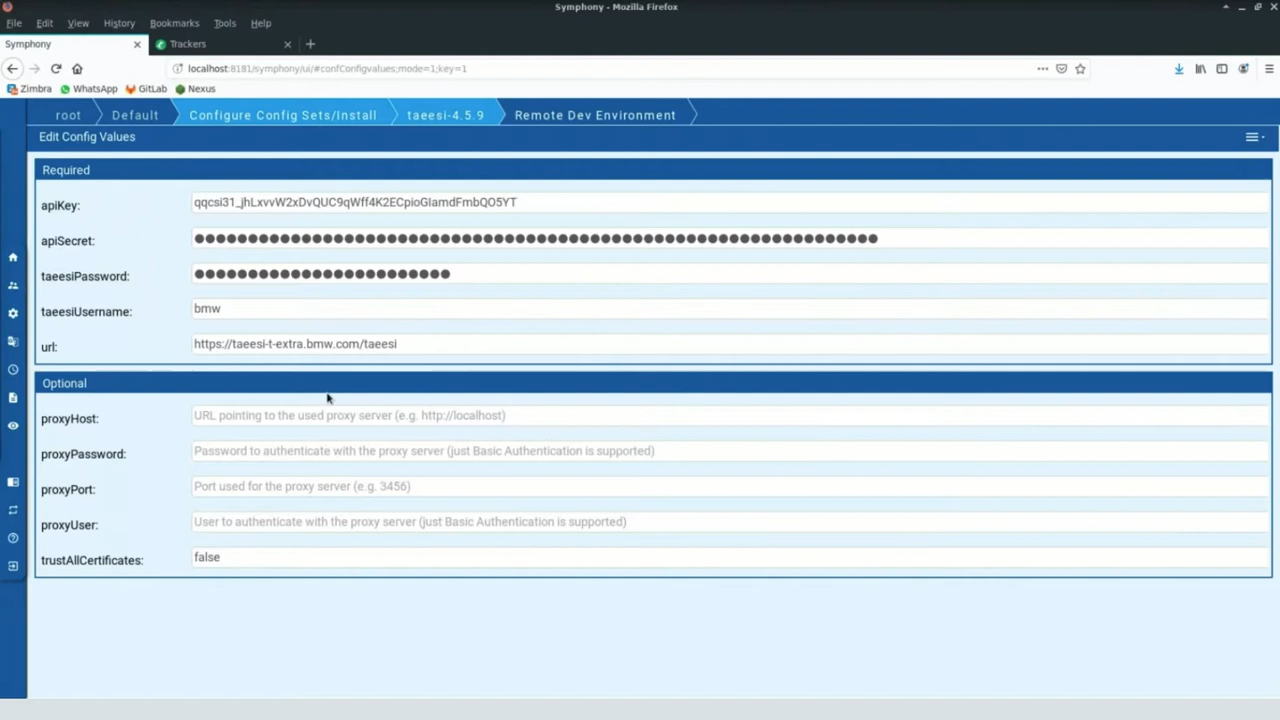 Symphony - Mozilla Firefox
File Edit View History Bookmarks Tools Help
Symphony Trackers
localhost:8181/symphony/ui/#confConfigvalues;mode=1;key=1
Zimbra WhatsApp GitLab Nexus
root Default Configure Config Sets/Install taeesi-4.5.9 Remote Dev Environment
Edit Config Values
Required
apiKey: qqcsi31_jhLxvvW2xDvQUC9qWff4K2ECpioGIamdFmbQO5YT
apiSecret:
taeesiPassword:
taeesiUsername: bmw
url: https://taeesi-t-extra.bmw.com/taeesi
Optional
proxyHost: URL pointing to the used proxy server (e.g. http://localhost)
proxyPassword: Password to authenticate with the proxy server (just Basic Authentication is supported)
proxyPort: Port used for the proxy server (e.g. 3456)
proxyUser: User to authenticate with the proxy server (just Basic Authentication is supported)
trustAllCertificates: false